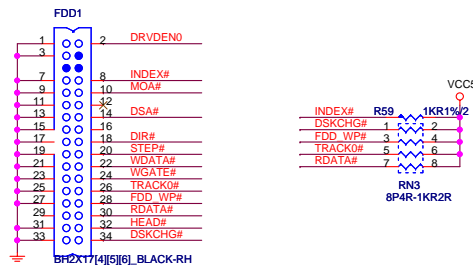 FDD1
1 2 DRVDEN0
3
7 8 INDEX#
9 10 MOA#
11 12
13 14 DSA#
15 16
17 18 DIR#
19 20 STEP#
21 22 WDATA#
23 24 WGATE#
25 26 TRACK0#
27 28 FDD_WP#
29 30 RDATA#
31 32 HEAD#
33 34 DSKCHG#
BH2X17[4][5][6]_BLACK-RH
VCC5
INDEX# R59 1KR1%/2
DSKCHG# 1 2
FDD_WP# 3 4
TRACK0# 5 6
RDATA# 7 8
RN3
8P4R-1KR2R